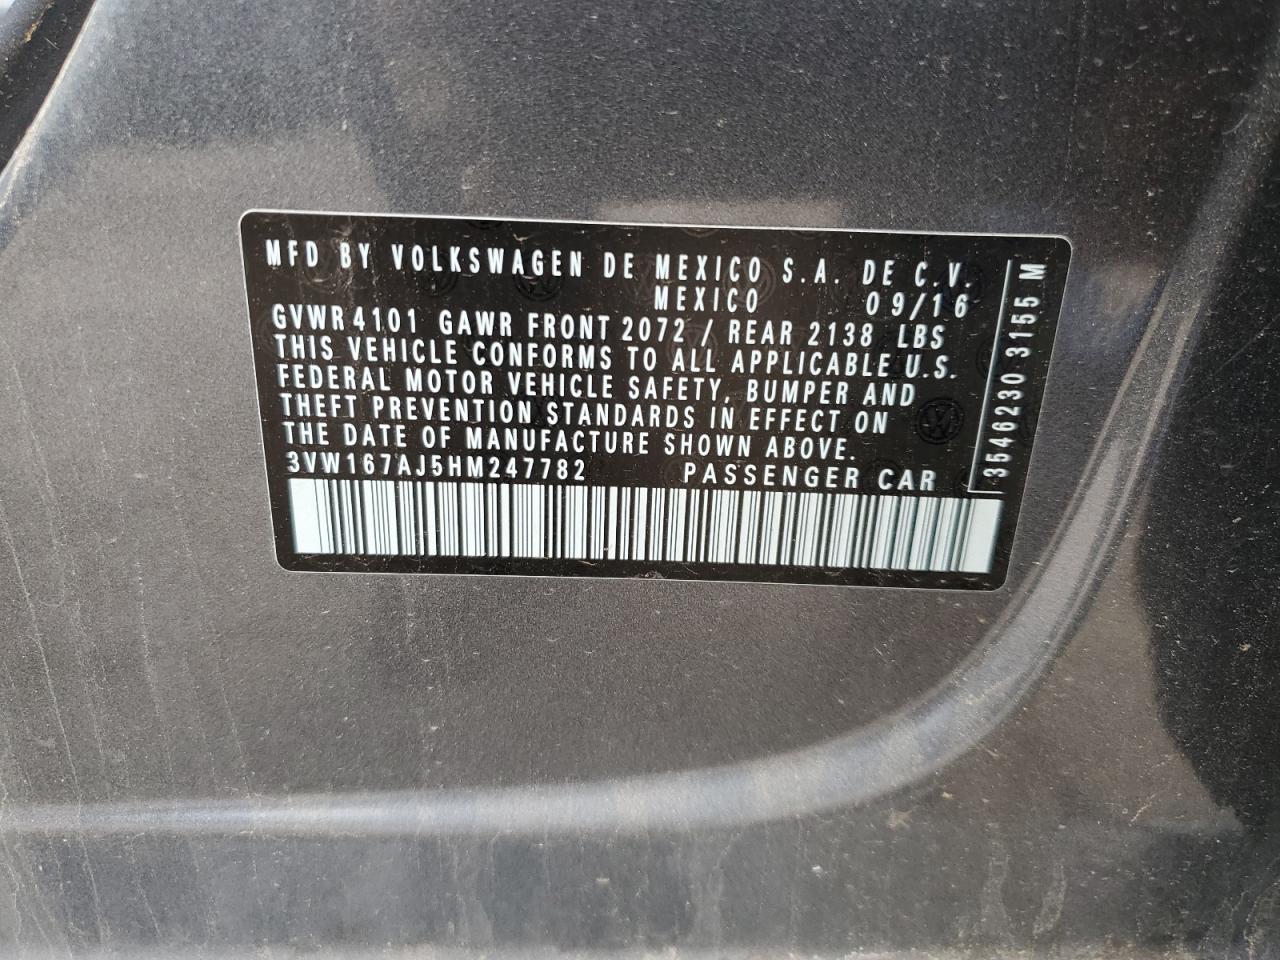 MFD BY VOLKSWAGEN DE MEXICO S.A. DE C.V.
MEXICO 09/16
GVWR 4101 GAWR FRONT 2072 / REAR 2138 LBS
THIS VEHICLE CONFORMS TO ALL APPLICABLE U.S.
FEDERAL MOTOR VEHICLE SAFETY, BUMPER AND
THEFT PREVENTION STANDARDS IN EFFECT ON
THE DATE OF MANUFACTURE SHOWN ABOVE.
3VW167AJ5HM247782 PASSENGER CAR
3546230 3155 M